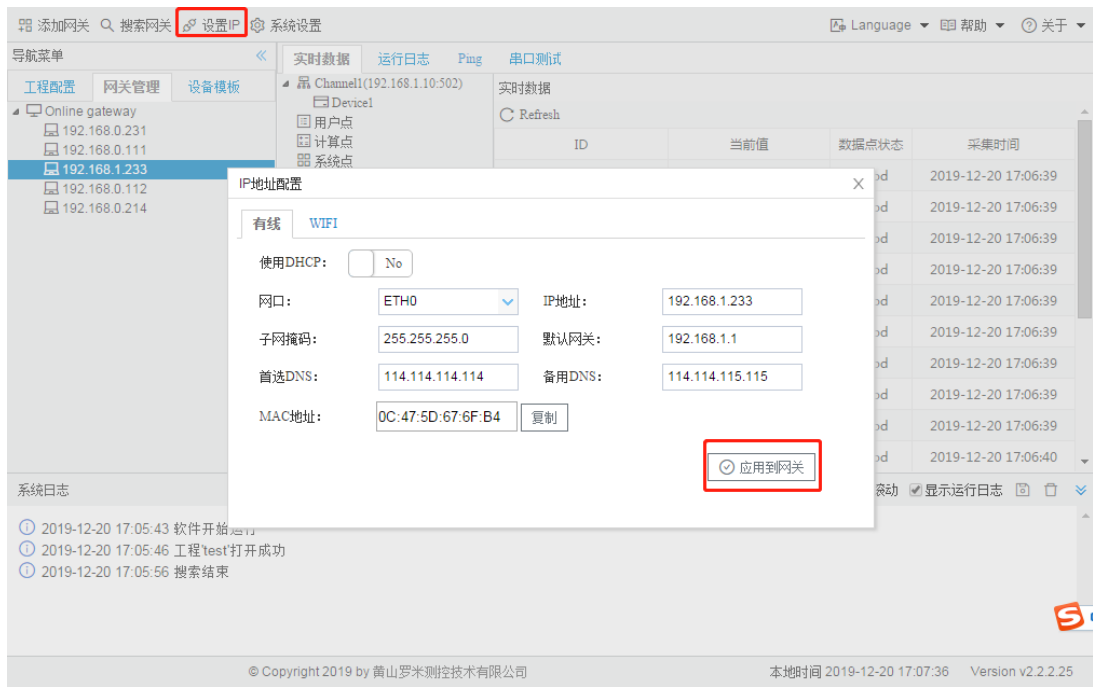 添加网关 搜索网关 设置IP 系统设置 Language 帮助 关于
导航菜单
工程配置 网关管理 设备模板
Online gateway
192.168.0.231
192.168.0.111
192.168.1.233
192.168.0.112
192.168.0.214
实时数据 运行日志 Ping 串口测试
Channel1(192.168.1.10:502)
Device1
用户点
计算点
系统点
实时数据
Refresh
ID 当前值 数据点状态 采集时间
od 2019-12-20 17:06:39
od 2019-12-20 17:06:39
od 2019-12-20 17:06:39
od 2019-12-20 17:06:39
od 2019-12-20 17:06:39
od 2019-12-20 17:06:39
od 2019-12-20 17:06:39
od 2019-12-20 17:06:39
od 2019-12-20 17:06:39
od 2019-12-20 17:06:40
IP地址配置
有线 WIFI
使用DHCP: No
网口: ETH0 IP地址: 192.168.1.233
子网掩码: 255.255.255.0 默认网关: 192.168.1.1
首选DNS: 114.114.114.114 备用DNS: 114.114.115.115
MAC地址: 0C:47:5D:67:6F:B4 复制
应用到网关
系统日志 滚动 显示运行日志
2019-12-20 17:05:43 软件开始运行
2019-12-20 17:05:46 工程'test'打开成功
2019-12-20 17:05:56 搜索结束
© Copyright 2019 by 黄山罗米测控技术有限公司 本地时间 2019-12-20 17:07:36 Version v2.2.2.25